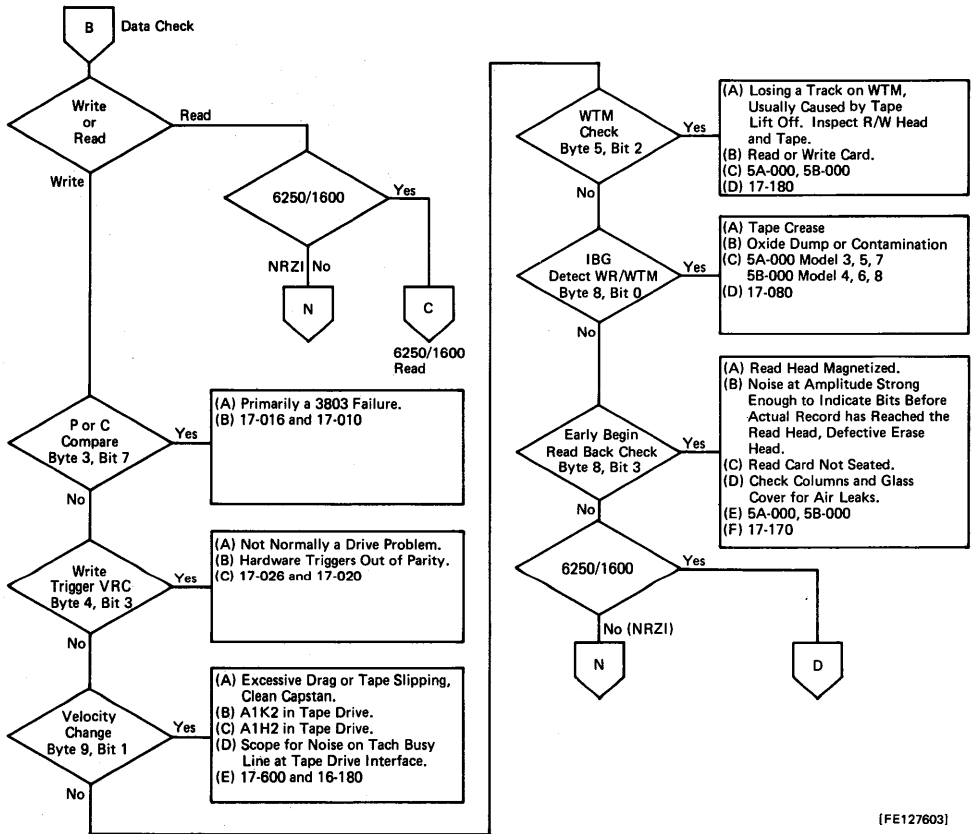 B
Data Check
Write
or
Read
Read
Write
6250/1600
Yes
NRZI
No
N
C
6250/1600
Read
P or C
Compare
Byte 3, Bit 7
Yes
No
(A) Primarily a 3803 Failure.
(B) 17-016 and 17-010
Write
Trigger VRC
Byte 4, Bit 3
Yes
No
(A) Not Normally a Drive Problem.
(B) Hardware Triggers Out of Parity.
(C) 17-026 and 17-020
Velocity
Change
Byte 9, Bit 1
Yes
No
(A) Excessive Drag or Tape Slipping,
Clean Capstan.
(B) A1K2 in Tape Drive.
(C) A1H2 in Tape Drive.
(D) Scope for Noise on Tach Busy
Line at Tape Drive Interface.
(E) 17-600 and 16-180
WTM
Check
Byte 5, Bit 2
Yes
No
(A) Losing a Track on WTM,
Usually Caused by Tape
Lift Off. Inspect R/W Head
and Tape.
(B) Read or Write Card.
(C) 5A-000, 5B-000
(D) 17-180
IBG
Detect WR/WTM
Byte 8, Bit 0
Yes
No
(A) Tape Crease
(B) Oxide Dump or Contamination
(C) 5A-000 Model 3, 5, 7
5B-000 Model 4, 6, 8
(D) 17-080
Early Begin
Read Back Check
Byte 8, Bit 3
Yes
No
(A) Read Head Magnetized.
(B) Noise at Amplitude Strong
Enough to Indicate Bits Before
Actual Record has Reached the
Read Head, Defective Erase
Head.
(C) Read Card Not Seated.
(D) Check Columns and Glass
Cover for Air Leaks.
(E) 5A-000, 5B-000
(F) 17-170
6250/1600
Yes
No (NRZI)
N
D
[FE127603]